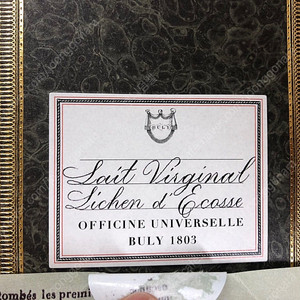 BULY
Lait Virginal
Lichen d'Ecosse
OFFICINE UNIVERSELLE
BULY 1803
tombés les premi